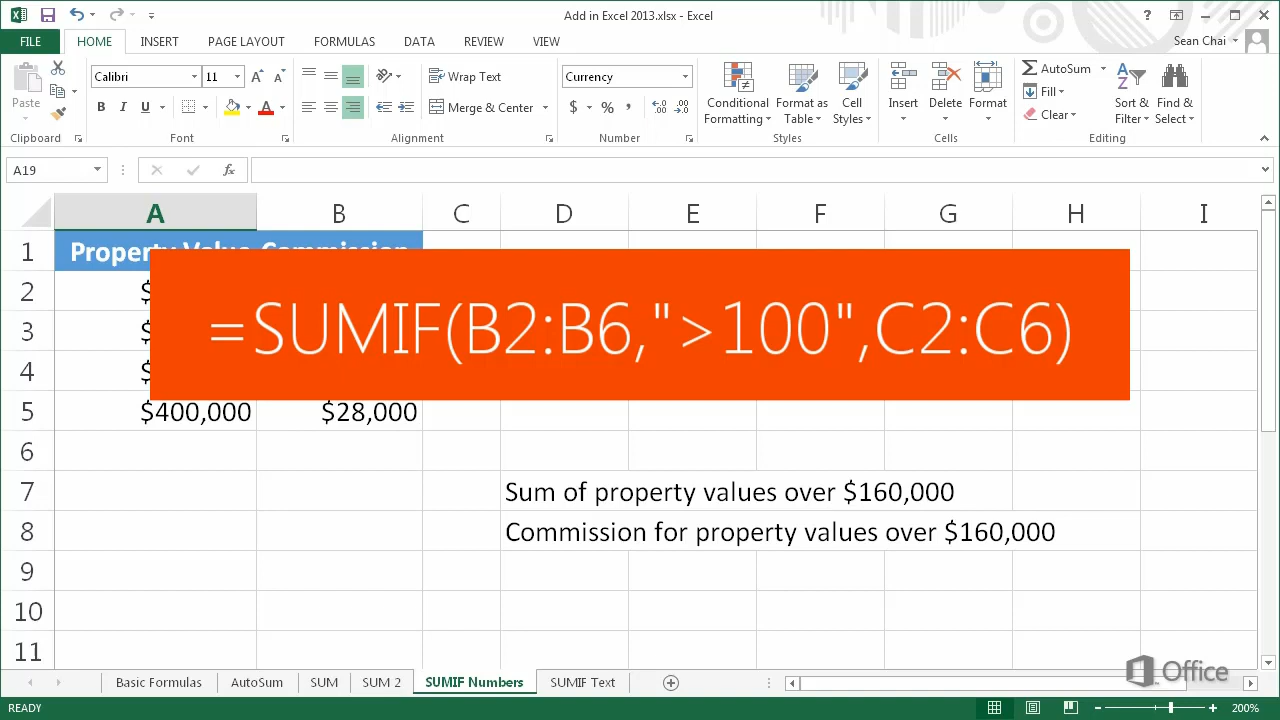 Add in Excel 2013.xlsx - Excel
FILE HOME INSERT PAGE LAYOUT FORMULAS DATA REVIEW VIEW Sean Chai
Paste
Calibri 11
B I U A
Wrap Text
Merge & Center
Currency
$ % ,
Conditional Formatting
Format as Table
Cell Styles
Insert Delete Format
AutoSum
Fill
Clear
Sort & Filter
Find & Select
Clipboard Font Alignment Number Styles Cells Editing
A19 fx
A B C D E F G H I
1 Property Value Commission
=SUMIF(B2:B6,">100",C2:C6)
2 $
3 $
4 $
5 $400,000 $28,000
6
7 Sum of property values over $160,000
8 Commission for property values over $160,000
9
10
11
Basic Formulas AutoSum SUM SUM 2 SUMIF Numbers SUMIF Text
Office
READY 200%